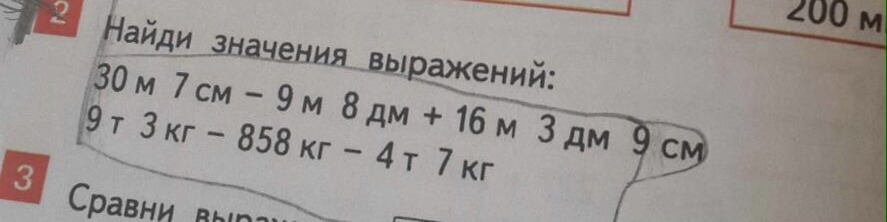 200 м
2
Найди значения выражений:
30 м 7 см – 9 м 8 дм + 16 м 3 дм 9 см
9 т 3 кг – 858 кг – 4 т 7 кг
3
Сравни